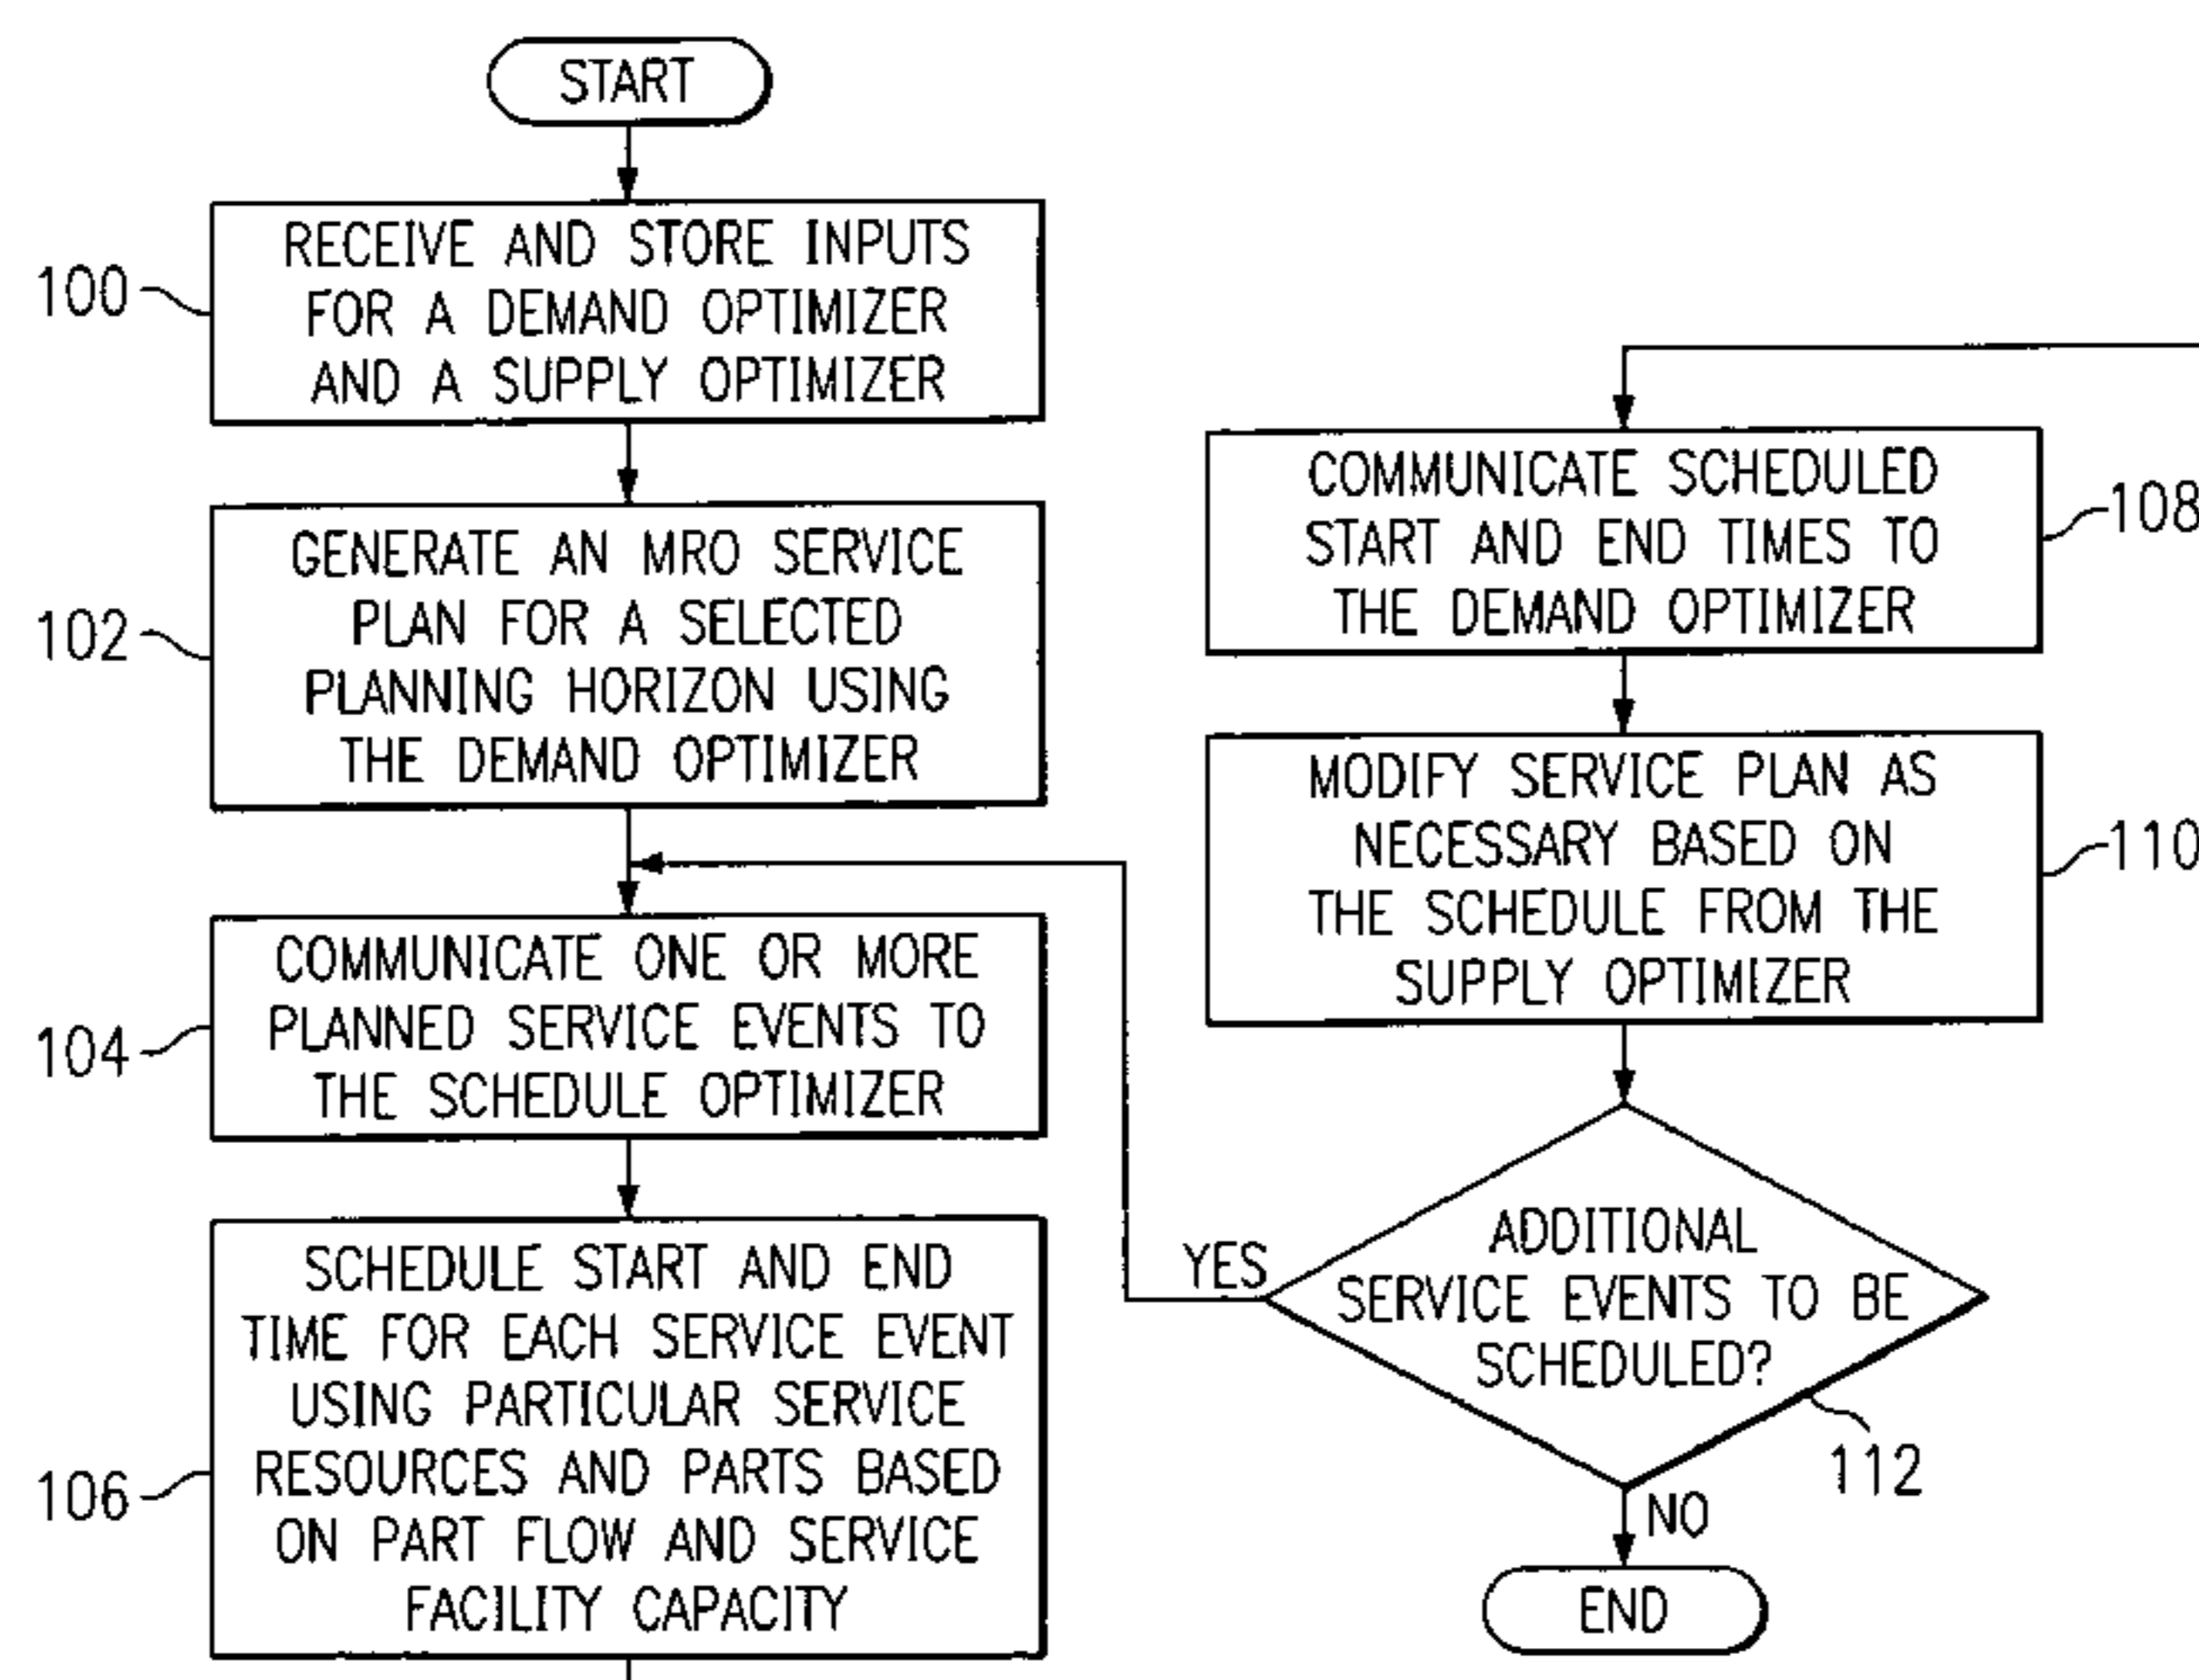 START
100
RECEIVE AND STORE INPUTS
FOR A DEMAND OPTIMIZER
AND A SUPPLY OPTIMIZER
102
GENERATE AN MRO SERVICE
PLAN FOR A SELECTED
PLANNING HORIZON USING
THE DEMAND OPTIMIZER
104
COMMUNICATE ONE OR MORE
PLANNED SERVICE EVENTS TO
THE SCHEDULE OPTIMIZER
106
SCHEDULE START AND END
TIME FOR EACH SERVICE EVENT
USING PARTICULAR SERVICE
RESOURCES AND PARTS BASED
ON PART FLOW AND SERVICE
FACILITY CAPACITY
COMMUNICATE SCHEDULED
START AND END TIMES TO
THE DEMAND OPTIMIZER
108
MODIFY SERVICE PLAN AS
NECESSARY BASED ON
THE SCHEDULE FROM THE
SUPPLY OPTIMIZER
110
YES
ADDITIONAL
SERVICE EVENTS TO BE
SCHEDULED?
112
NO
END